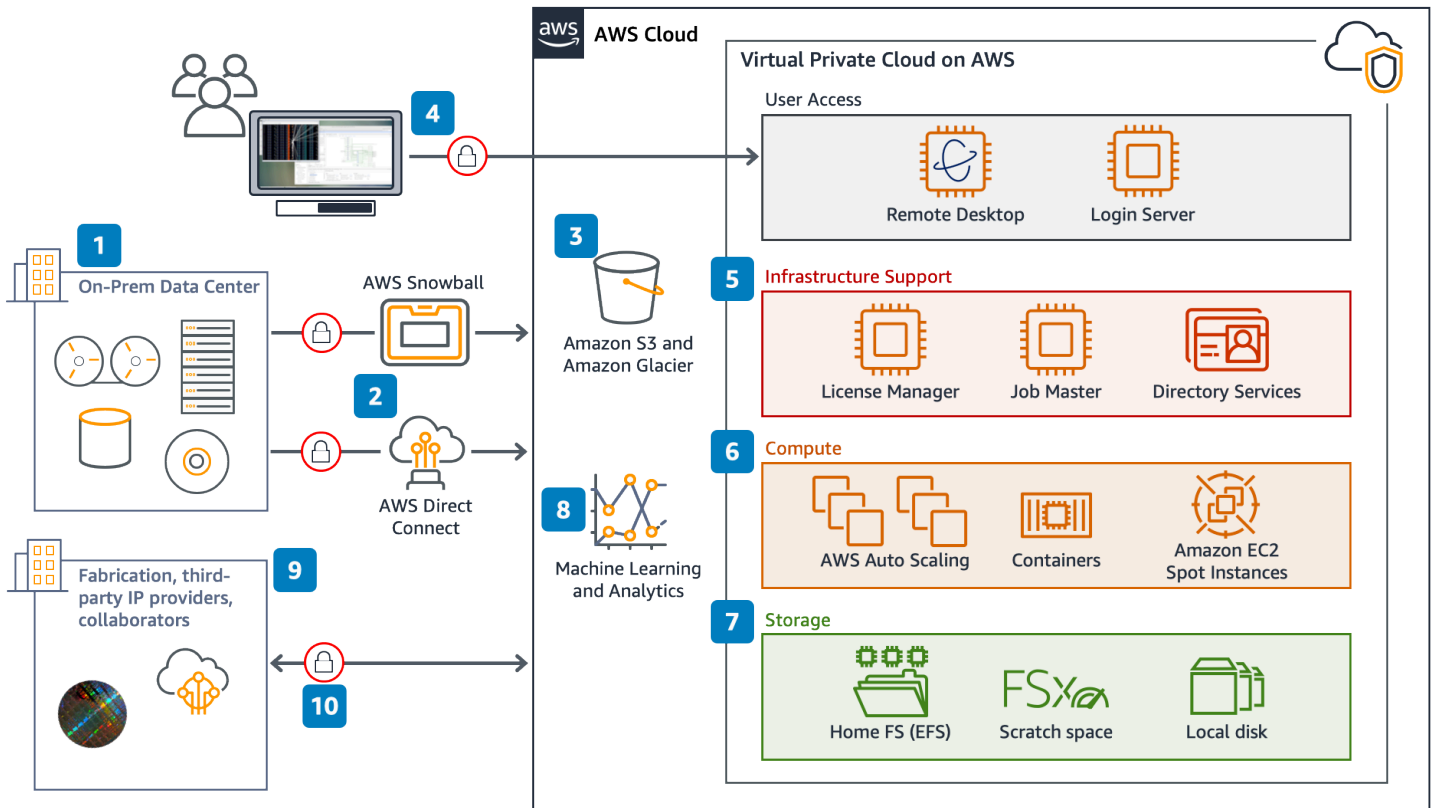 aws
AWS Cloud
Virtual Private Cloud on AWS
User Access
4
Remote Desktop
Login Server
1
On-Prem Data Center
AWS Snowball
2
AWS Direct
Connect
3
Amazon S3 and
Amazon Glacier
5
Infrastructure Support
License Manager
Job Master
Directory Services
6
Compute
AWS Auto Scaling
Containers
Amazon EC2
Spot Instances
8
Machine Learning
and Analytics
7
Storage
FSx
Home FS (EFS)
Scratch space
Local disk
9
Fabrication, third-
party IP providers,
collaborators
10